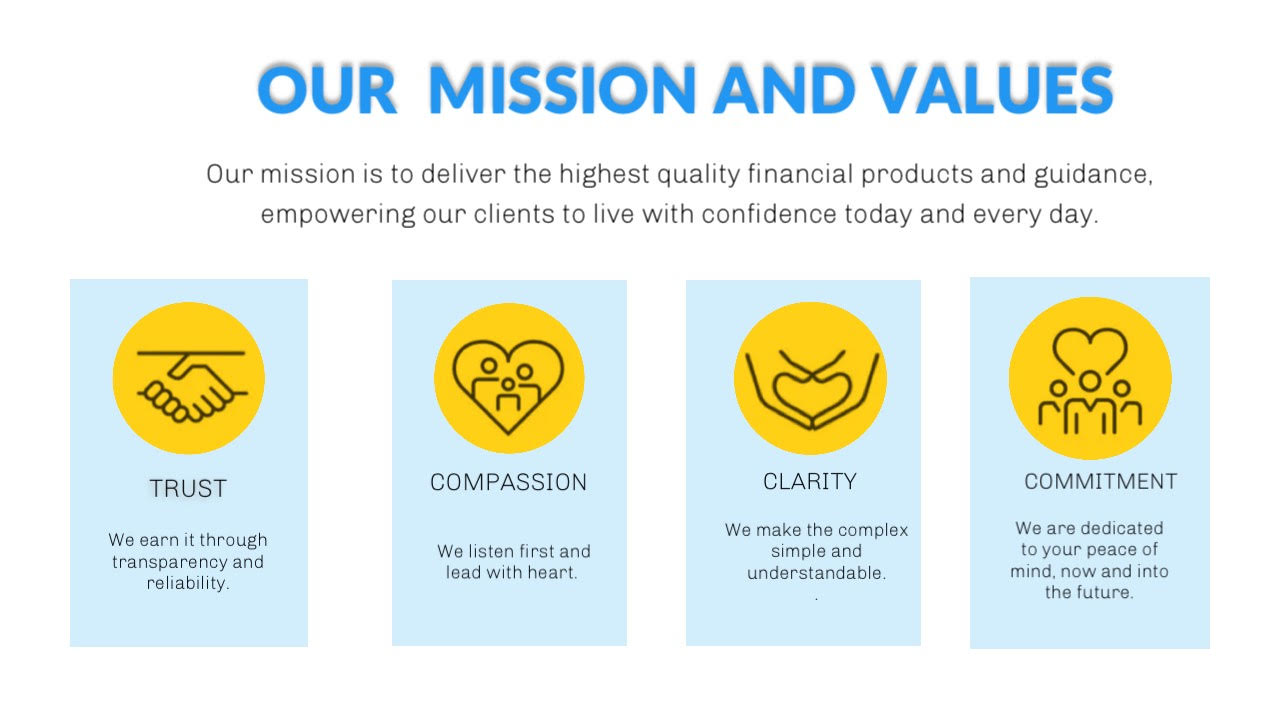 OUR MISSION AND VALUES
Our mission is to deliver the highest quality financial products and guidance,
empowering our clients to live with confidence today and every day.
TRUST
We earn it through
transparency and
reliability.
COMPASSION
We listen first and
lead with heart.
CLARITY
We make the complex
simple and
understandable.
.
COMMITMENT
We are dedicated
to your peace of
mind, now and into
the future.